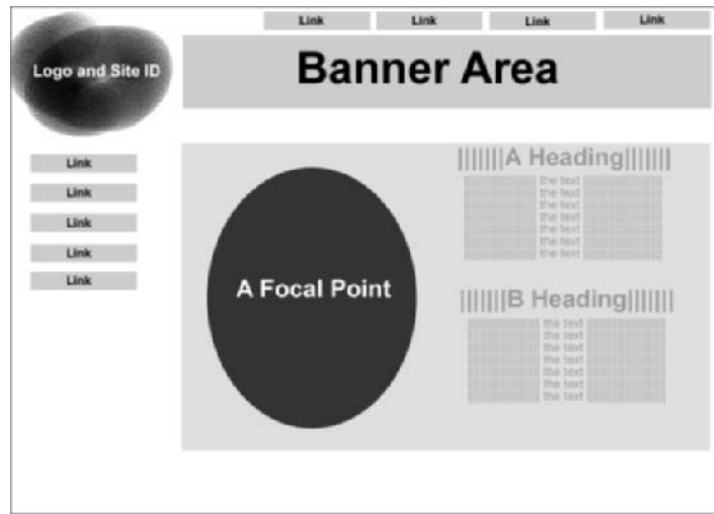 Link Link Link Link
Logo and Site ID
Banner Area
Link
Link
Link
Link
Link
A Focal Point
|||||||A Heading|||||||
the text
the text
the text
the text
the text
the text
the text
|||||||B Heading|||||||
the text
the text
the text
the text
the text
the text
the text